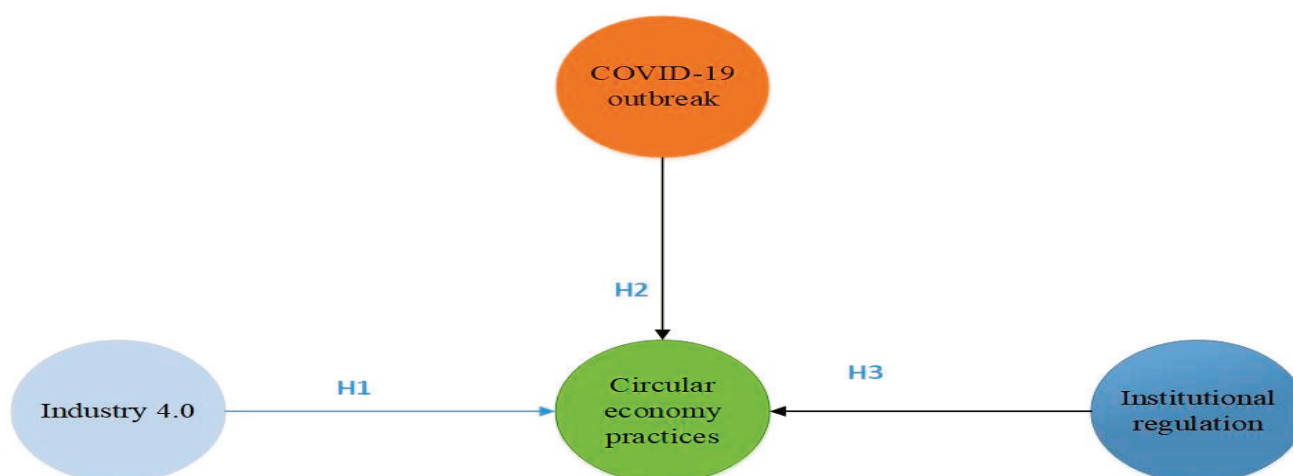 COVID-19
outbreak
H2
Industry 4.0
H1
Circular
economy
practices
H3
Institutional
regulation